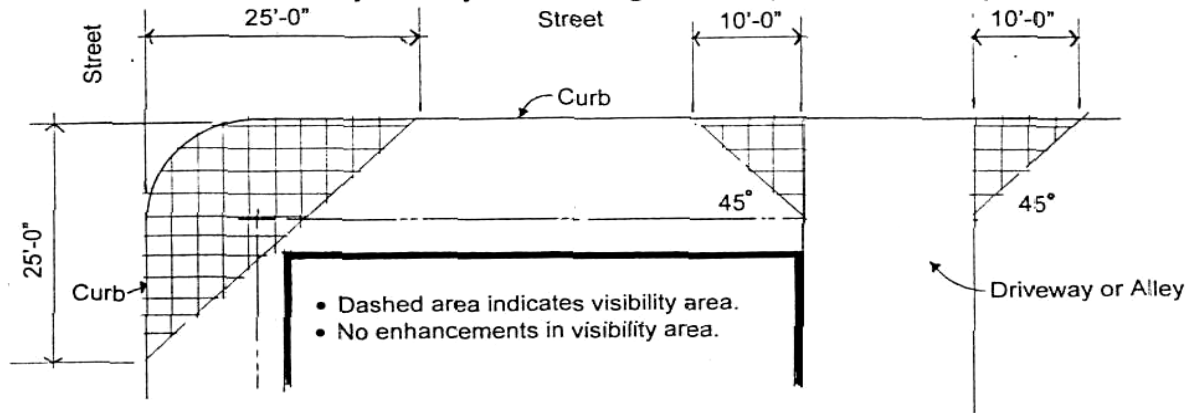 25'-0"
Street
10'-0"
10'-0"
Street
Curb
25'-0"
45°
45°
Curb
Driveway or Alley
• Dashed area indicates visibility area.
• No enhancements in visibility area.